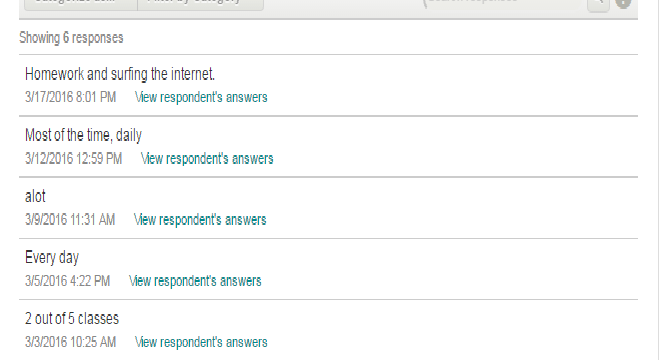 Showing 6 responses
Homework and surfing the internet.
3/17/2016 8:01 PM View respondent's answers
Most of the time, daily
3/12/2016 12:59 PM View respondent's answers
alot
3/9/2016 11:31 AM View respondent's answers
Every day
3/5/2016 4:22 PM View respondent's answers
2 out of 5 classes
3/3/2016 10:25 AM View respondent's answers